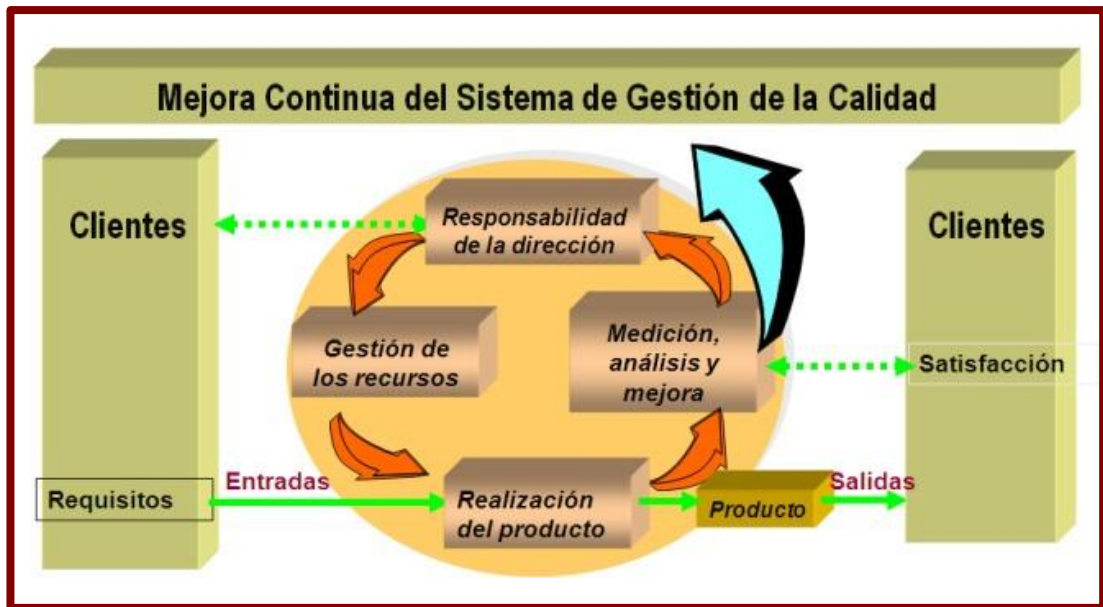 Mejora Continua del Sistema de Gestión de la Calidad
Clientes
Responsabilidad
de la dirección
Clientes
Gestión de
los recursos
Medición,
análisis y
mejora
Satisfacción
Requisitos
Entradas
Realización
del producto
Producto
Salidas